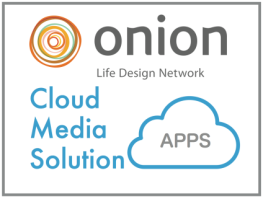 onion
Life Design Network
Cloud
Media
Solution
APPS